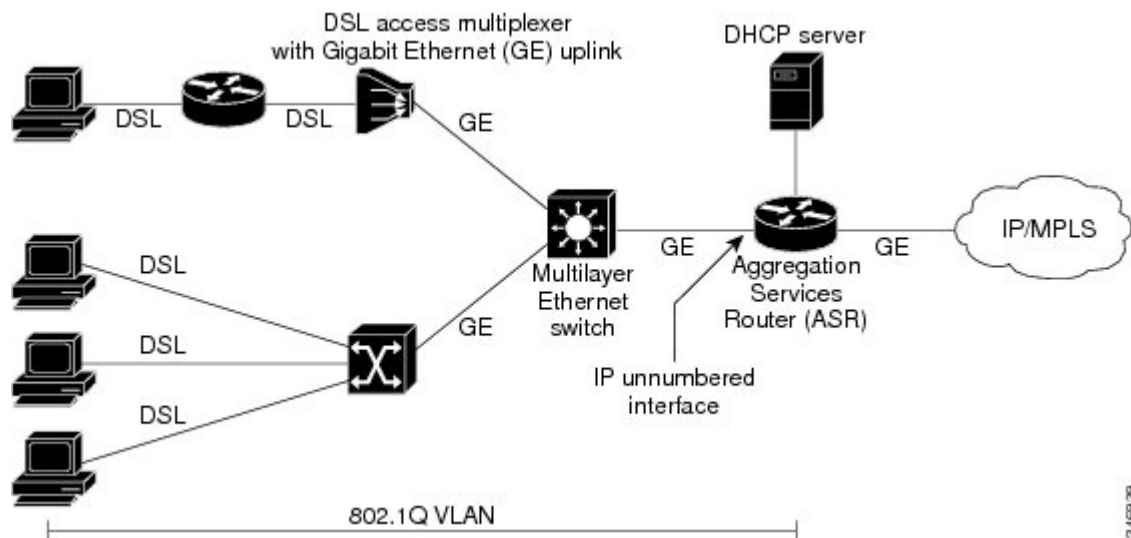 DSL access multiplexer
with Gigabit Ethernet (GE) uplink
DHCP server
DSL
DSL
GE
DSL
DSL
DSL
GE
Multilayer
Ethernet
switch
GE
Aggregation
Services
Router (ASR)
GE
IP/MPLS
IP unnumbered
interface
802.1Q VLAN